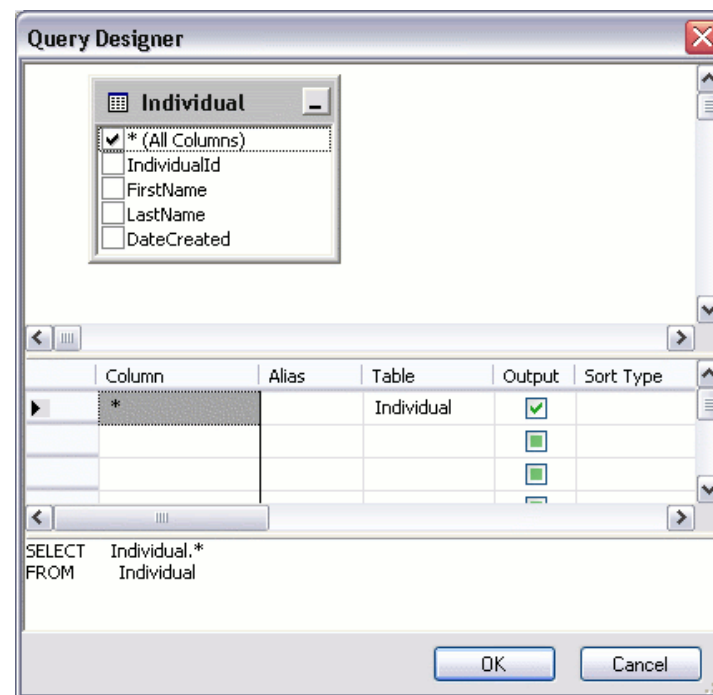 Query Designer
Individual
* (All Columns)
IndividualId
FirstName
LastName
DateCreated
Column Alias Table Output Sort Type
* Individual
SELECT Individual.*
FROM Individual
OK Cancel